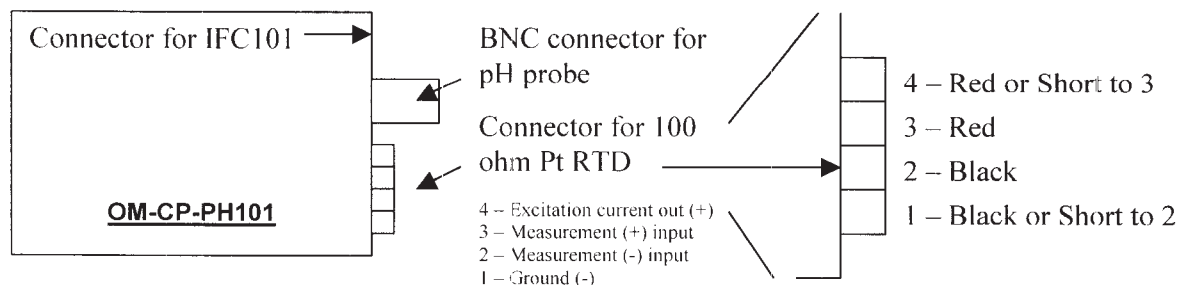 Connector for IFC101
OM-CP-PH101
BNC connector for
pH probe
Connector for 100
ohm Pt RTD
4 – Excitation current out (+)
3 – Measurement (+) input
2 – Measurement (-) input
1 – Ground (-)
4 – Red or Short to 3
3 – Red
2 – Black
1 – Black or Short to 2